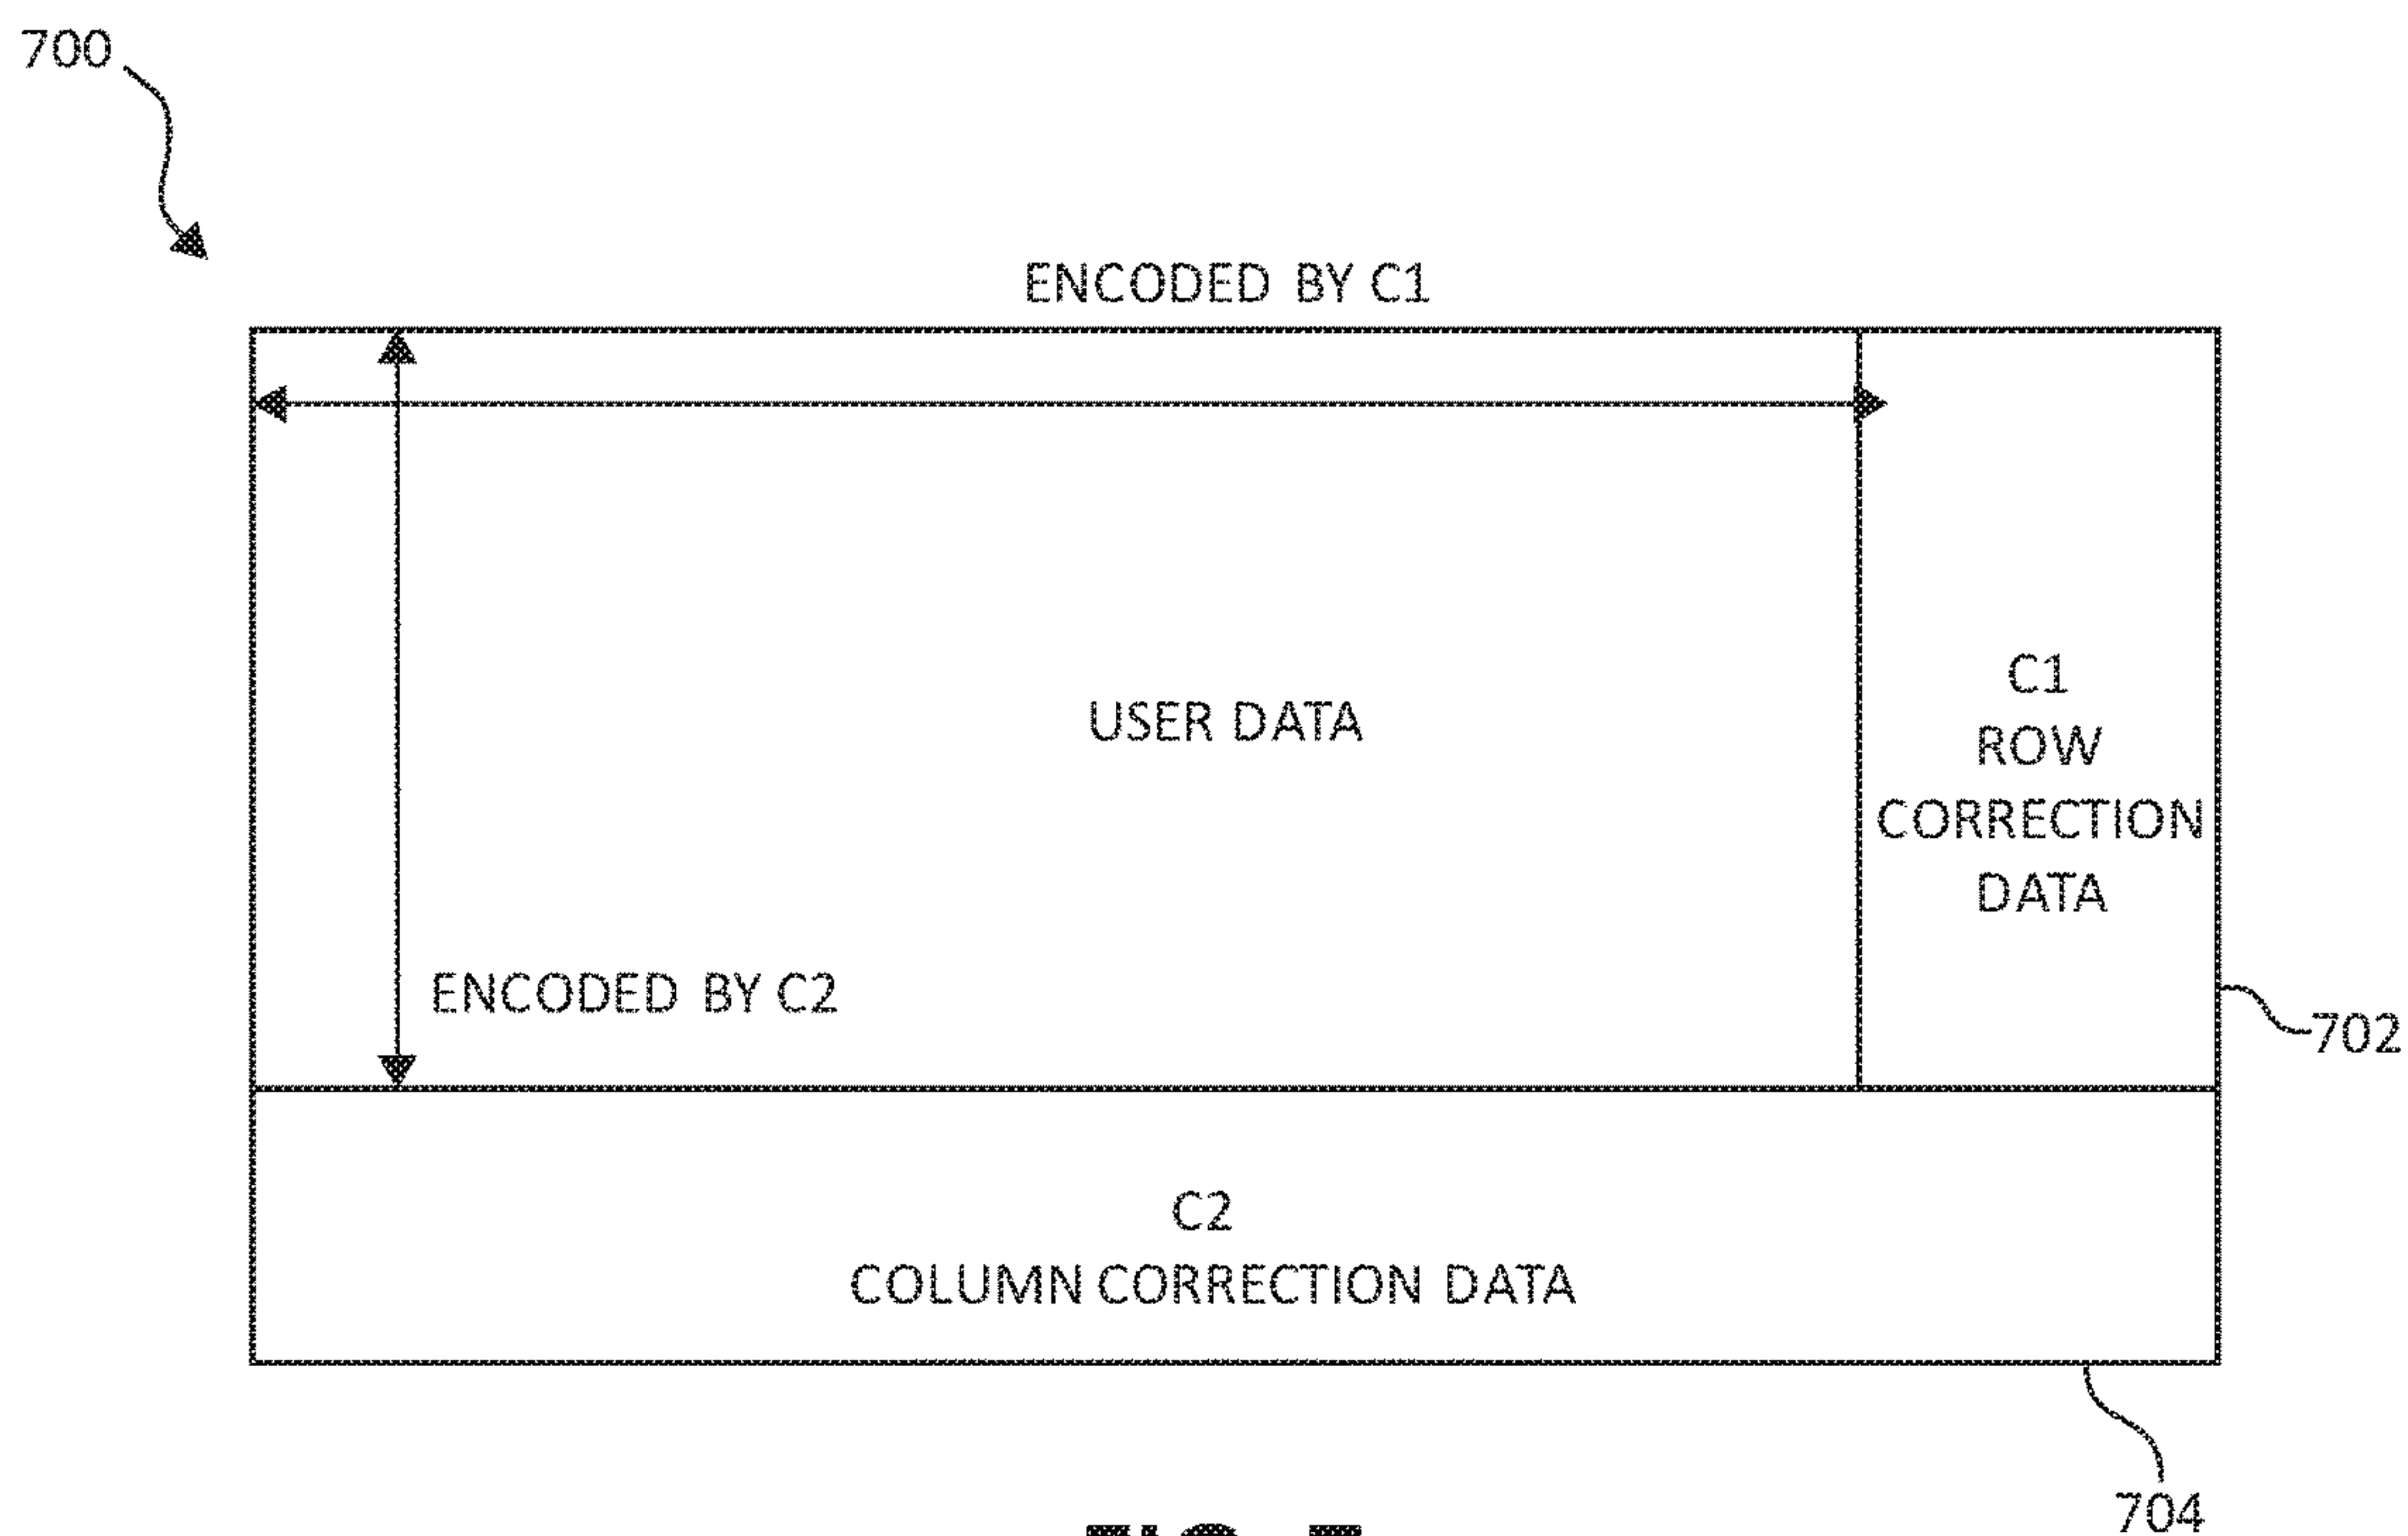 700
ENCODED BY C1
USER DATA
C1
ROW
CORRECTION
DATA
ENCODED BY C2
702
C2
COLUMN CORRECTION DATA
704